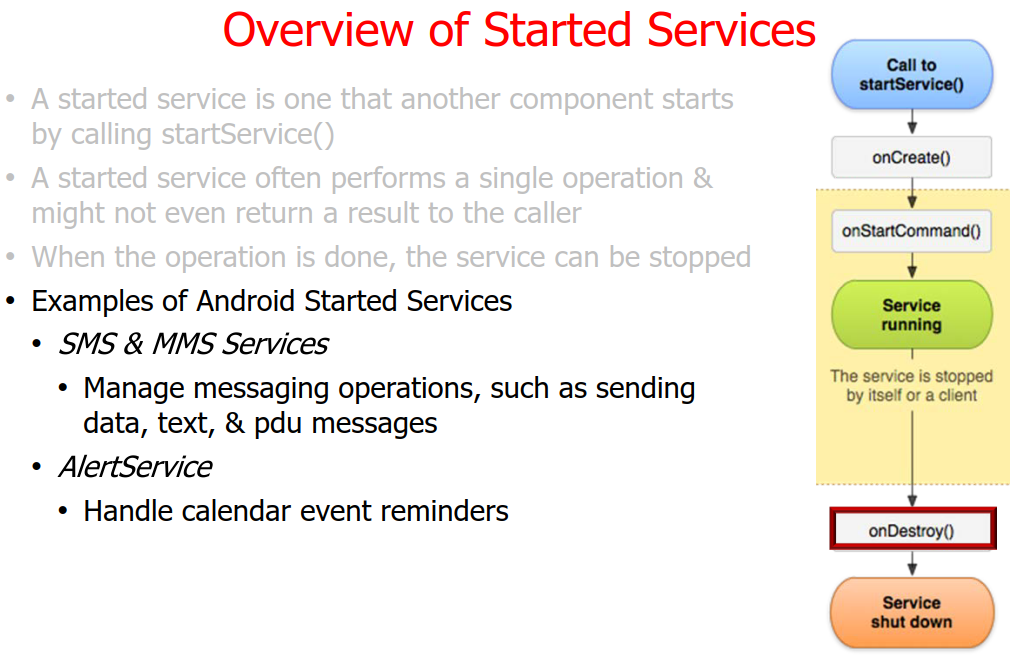 Overview of Started Services
• A started service is one that another component starts
by calling startService()
• A started service often performs a single operation &
might not even return a result to the caller
• When the operation is done, the service can be stopped
• Examples of Android Started Services
• SMS & MMS Services
• Manage messaging operations, such as sending
data, text, & pdu messages
• AlertService
• Handle calendar event reminders
Call to
startService()
onCreate()
onStartCommand()
Service
running
The service is stopped
by itself or a client
onDestroy()
Service
shut down